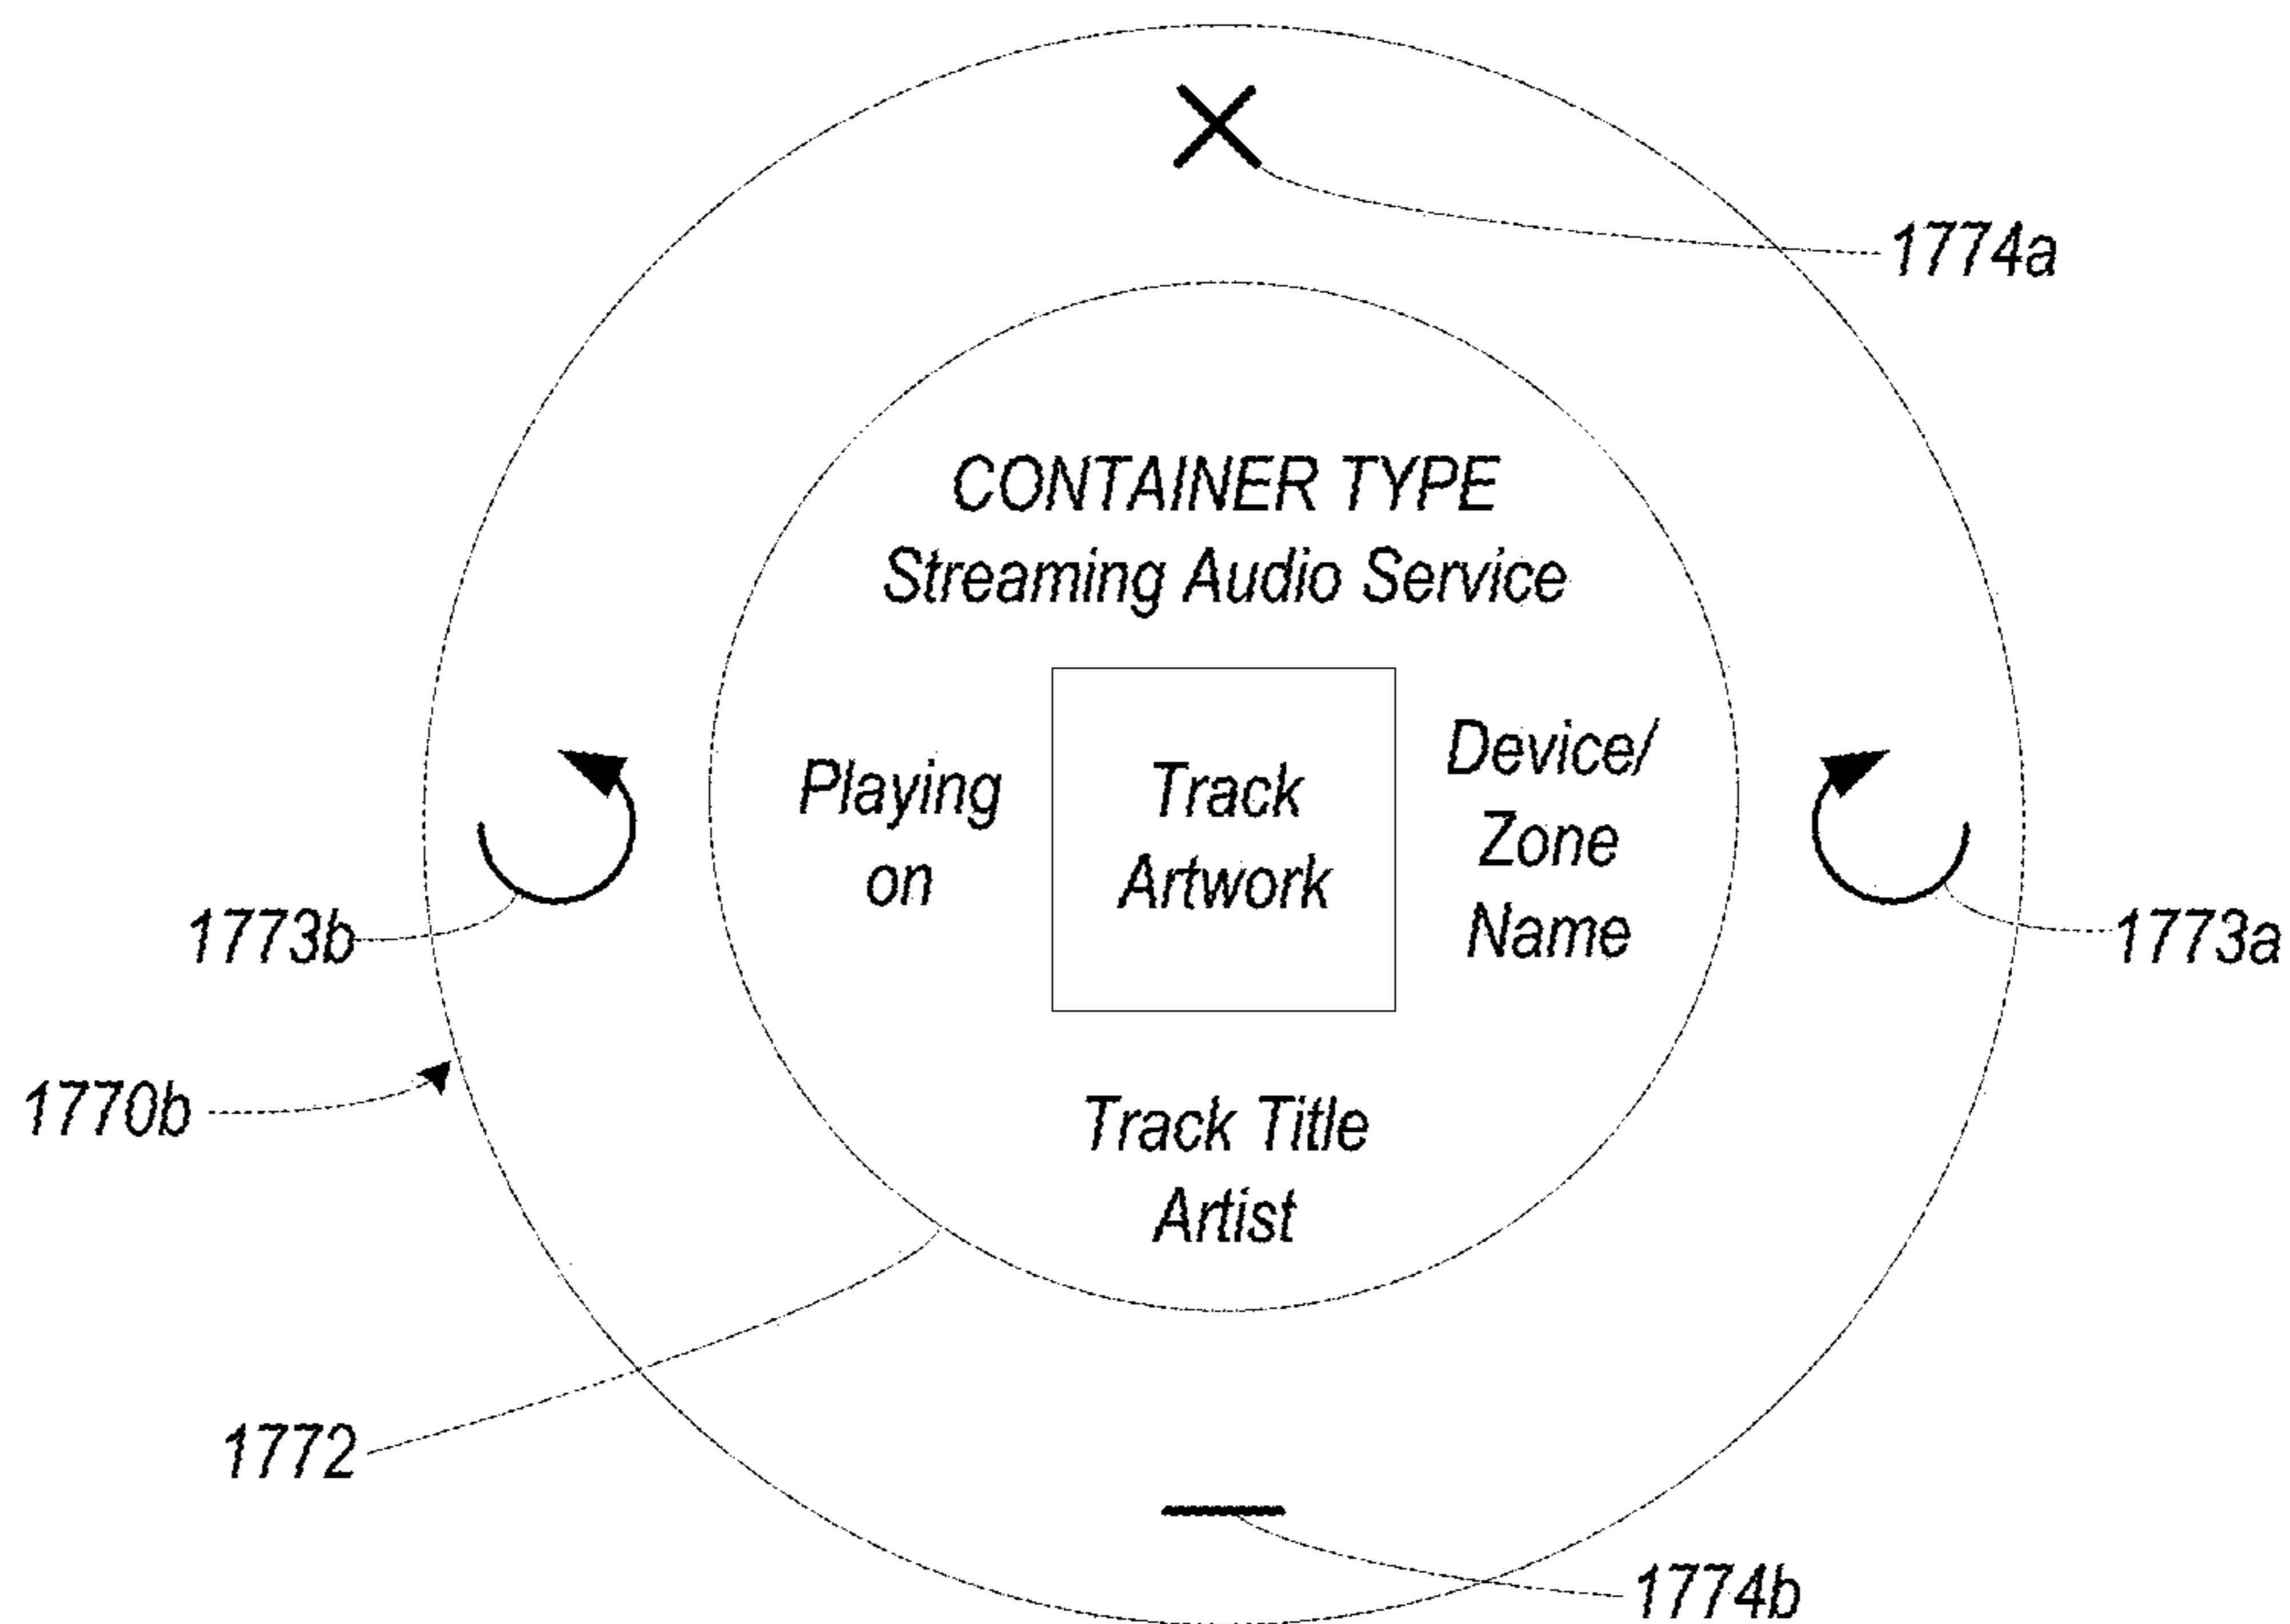 1774a
CONTAINER TYPE
Streaming Audio Service
Playing
on
Track
Artwork
Device/
Zone
Name
1773b
1773a
1770b
Track Title
Artist
1772
1774b